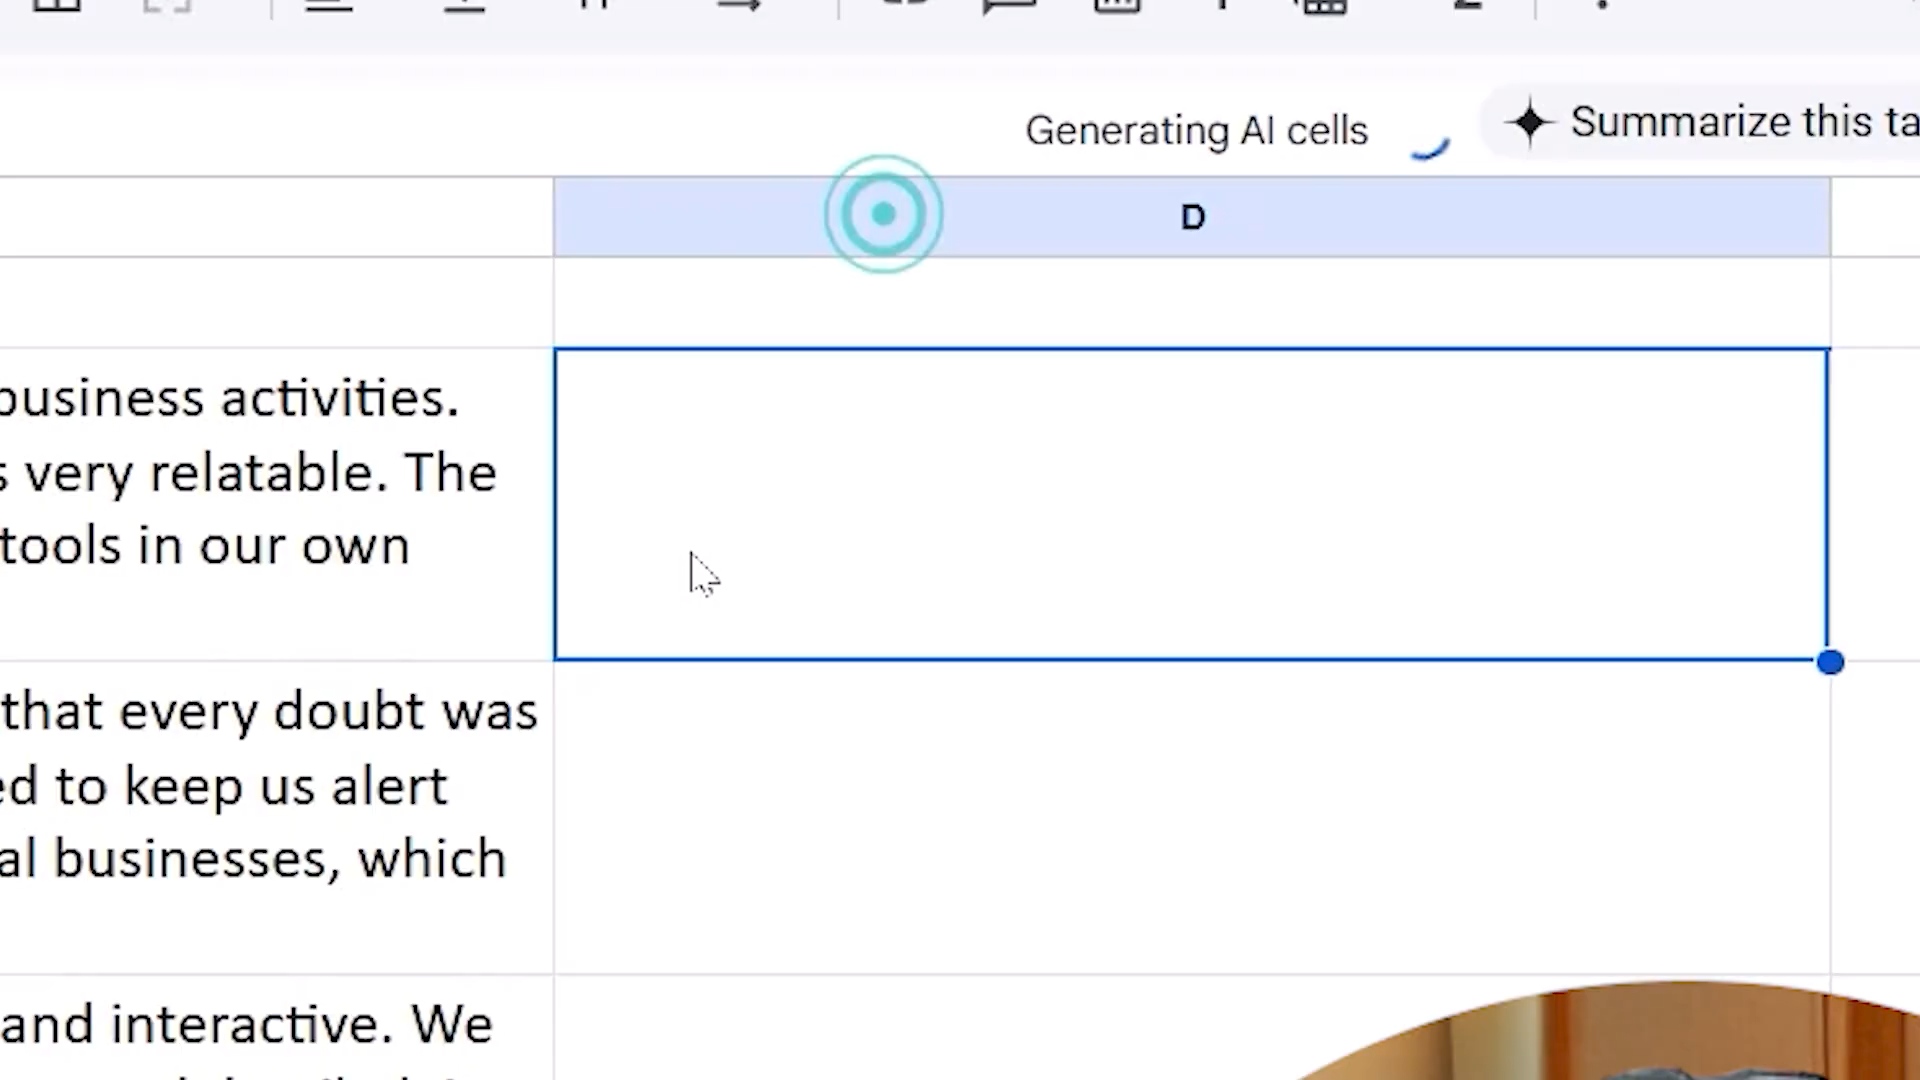 Generating AI cells
Summarize this ta
D
business activities.
s very relatable. The
tools in our own
that every doubt was
ed to keep us alert
al businesses, which
and interactive. We